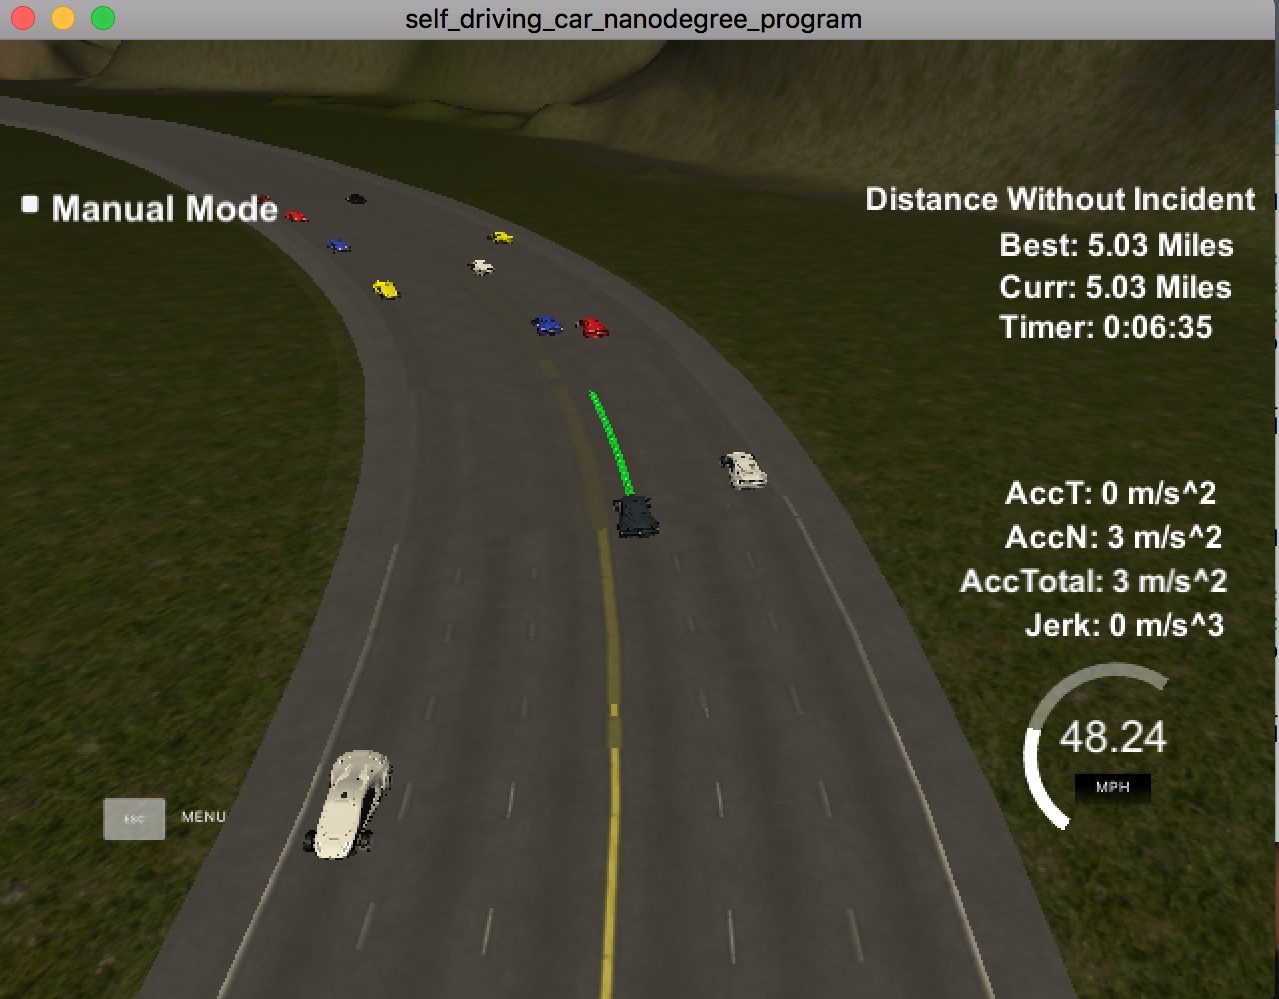 self_driving_car_nanodegree_program
Manual Mode
Distance Without Incident
Best: 5.03 Miles
Curr: 5.03 Miles
Timer: 0:06:35
AccT: 0 m/s^2
AccN: 3 m/s^2
AccTotal: 3 m/s^2
Jerk: 0 m/s^3
48.24
MPH
ESC
MENU